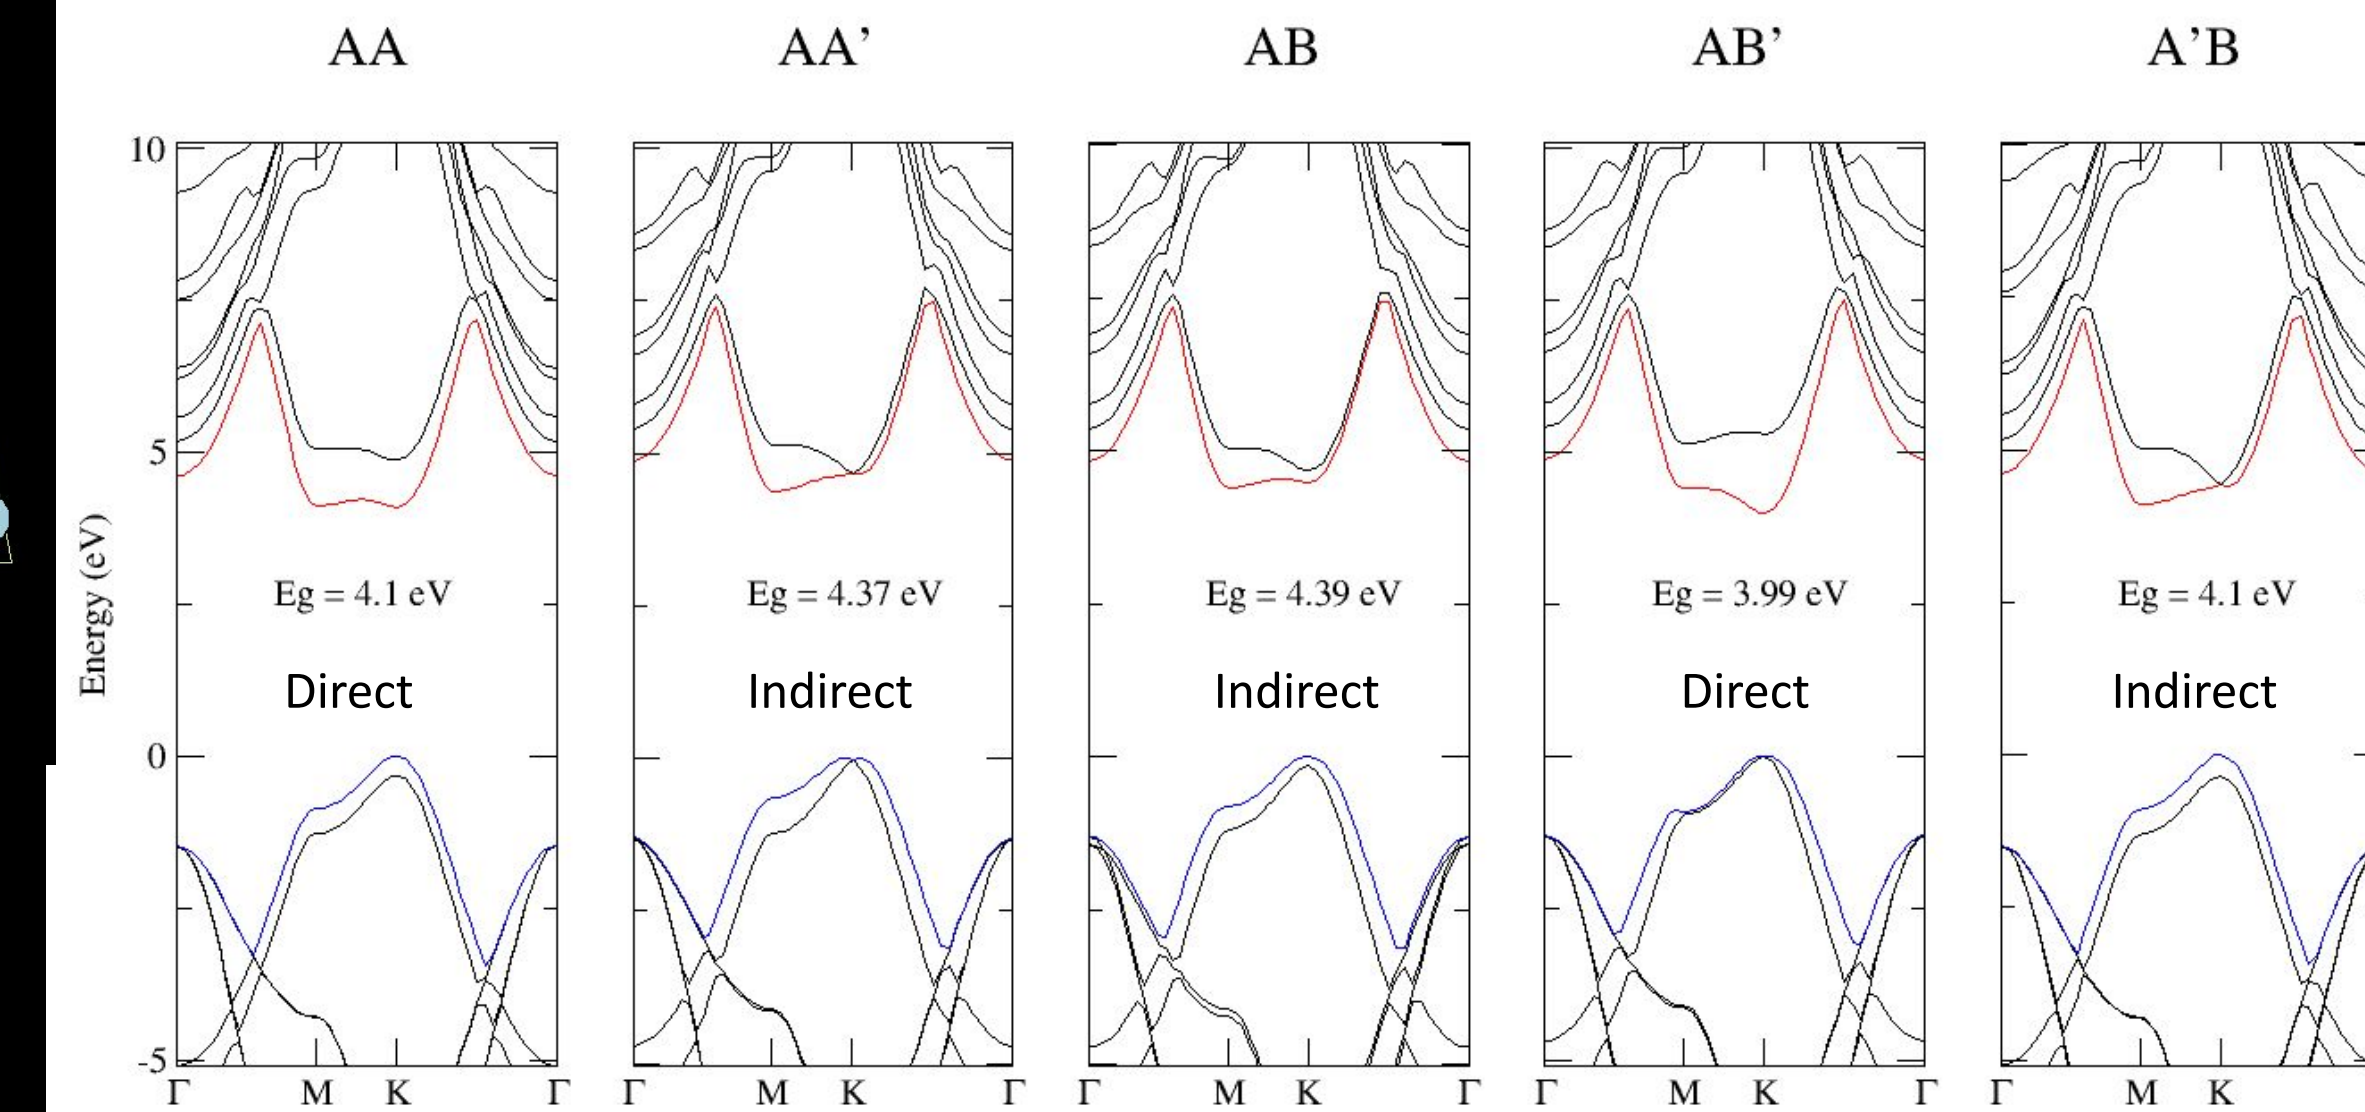 AA AA’ AB AB’ A’B
10
5
Energy (eV)
Eg = 4.1 eV Eg = 4.37 eV Eg = 4.39 eV Eg = 3.99 eV Eg = 4.1 eV
Direct Indirect Indirect Direct Indirect
0
-5
Γ M K Γ Γ M K Γ Γ M K Γ Γ M K Γ Γ M K